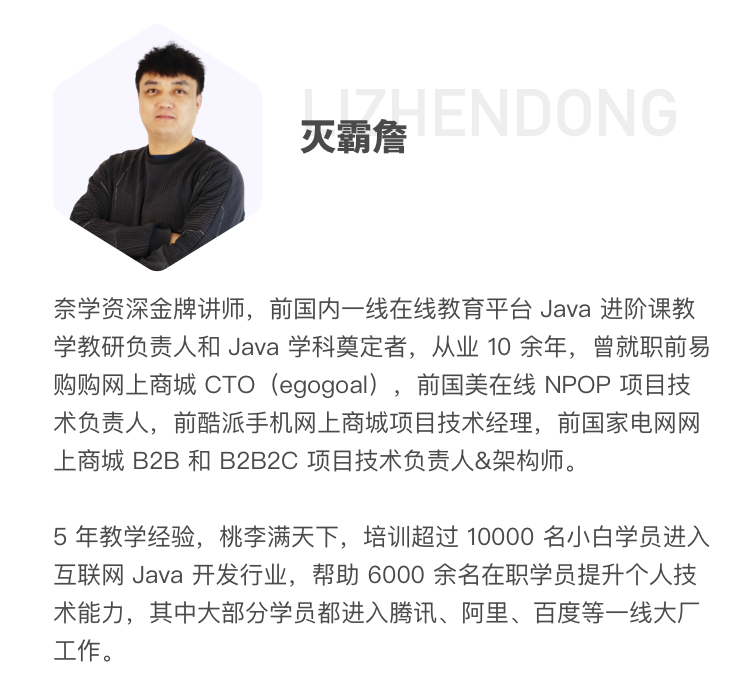 LIZHENDONG
灭霸詹
奈学资深金牌讲师，前国内一线在线教育平台 Java 进阶课教
学教研负责人和 Java 学科奠定者，从业 10 余年，曾就职前易
购购网上商城 CTO（egogoal），前国美在线 NPOP 项目技
术负责人，前酷派手机网上商城项目技术经理，前国家电网网
上商城 B2B 和 B2B2C 项目技术负责人&架构师。
5 年教学经验，桃李满天下，培训超过 10000 名小白学员进入
互联网 Java 开发行业，帮助 6000 余名在职学员提升个人技
术能力，其中大部分学员都进入腾讯、阿里、百度等一线大厂
工作。